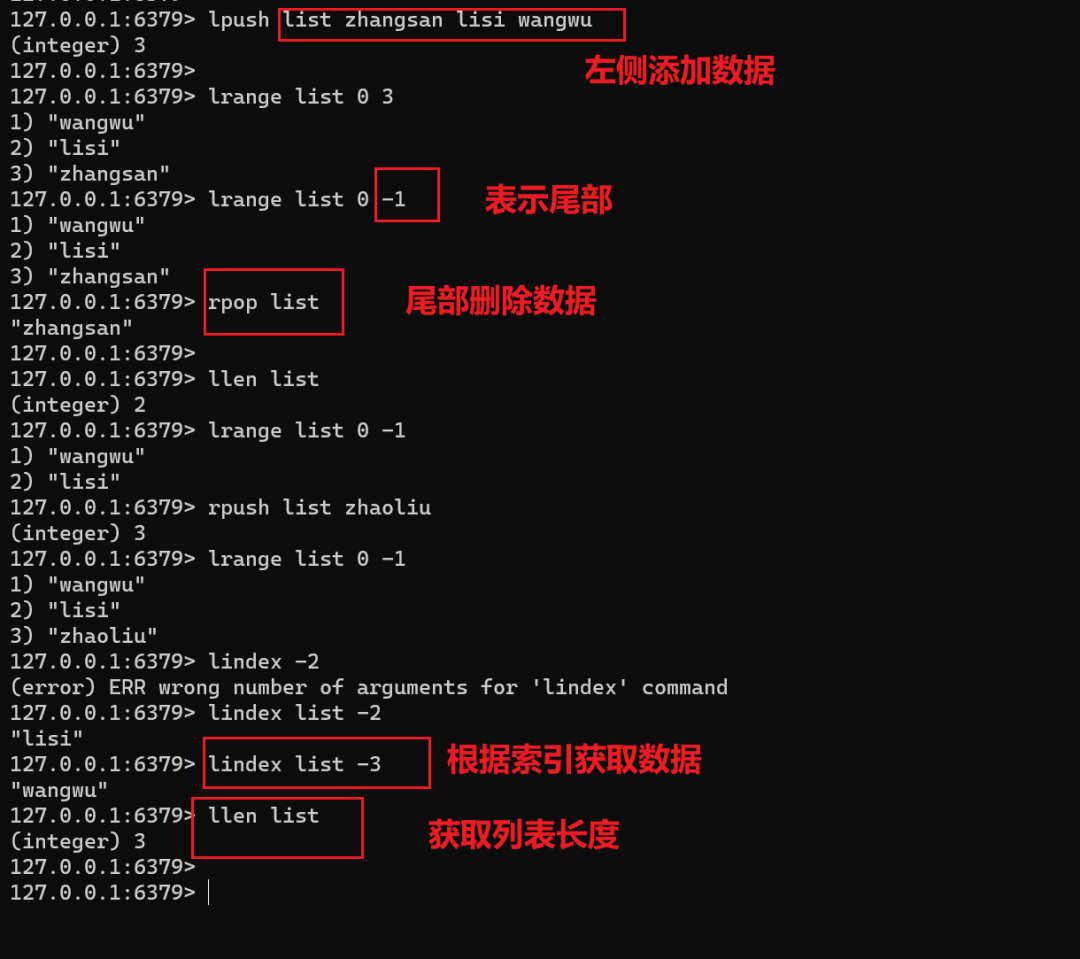 127.0.0.1:6379> lpush list zhangsan lisi wangwu
(integer) 3
左侧添加数据
127.0.0.1:6379>
127.0.0.1:6379> lrange list 0 3
1) "wangwu"
2) "lisi"
3) "zhangsan"
127.0.0.1:6379> lrange list 0 -1
表示尾部
1) "wangwu"
2) "lisi"
3) "zhangsan"
127.0.0.1:6379> rpop list
尾部删除数据
"zhangsan"
127.0.0.1:6379>
127.0.0.1:6379> llen list
(integer) 2
127.0.0.1:6379> lrange list 0 -1
1) "wangwu"
2) "lisi"
127.0.0.1:6379> rpush list zhaoliu
(integer) 3
127.0.0.1:6379> lrange list 0 -1
1) "wangwu"
2) "lisi"
3) "zhaoliu"
127.0.0.1:6379> lindex -2
(error) ERR wrong number of arguments for 'lindex' command
127.0.0.1:6379> lindex list -2
"lisi"
127.0.0.1:6379> lindex list -3
根据索引获取数据
"wangwu"
127.0.0.1:6379> llen list
获取列表长度
(integer) 3
127.0.0.1:6379>
127.0.0.1:6379>